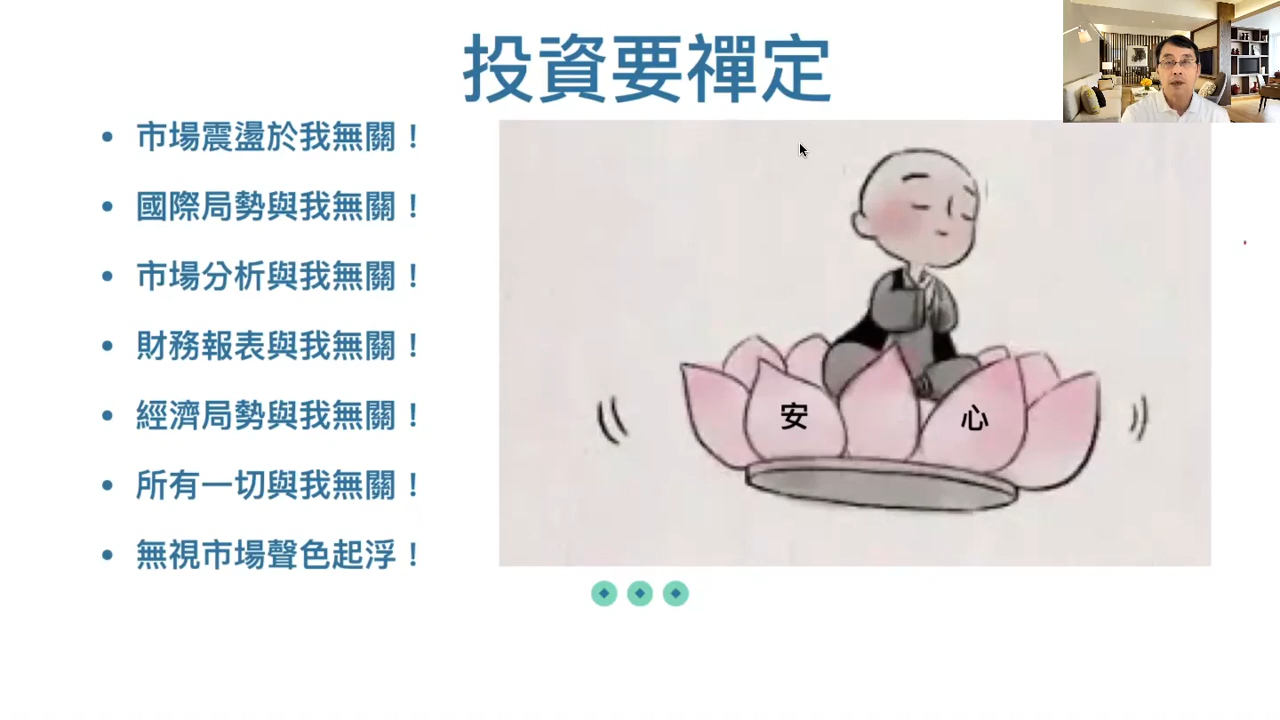 投資要禪定
市場震盪於我無關！
國際局勢與我無關！
市場分析與我無關！
財務報表與我無關！
經濟局勢與我無關！
所有一切與我無關！
無視市場聲色起浮！
安 心